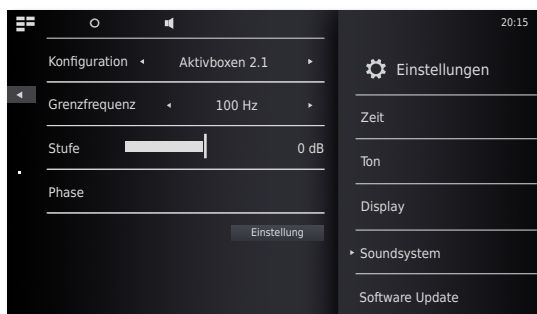 20:15
Konfiguration Aktivboxen 2.1
Grenzfrequenz 100 Hz
Stufe 0 dB
Phase
Einstellung
Einstellungen
Zeit
Ton
Display
Soundsystem
Software Update